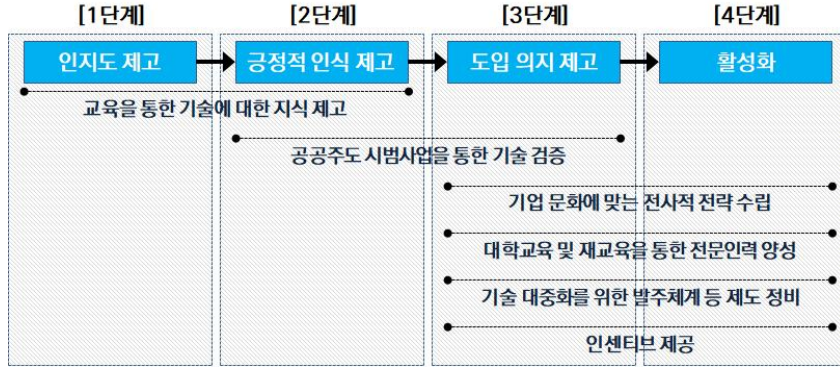 [1단계] [2단계] [3단계] [4단계]
인지도 제고 긍정적 인식 제고 도입 의지 제고 활성화
교육을 통한 기술에 대한 지식 제고
공공주도 시범사업을 통한 기술 검증
기업 문화에 맞는 전사적 전략 수립
대학교육 및 재교육을 통한 전문인력 양성
기술 대중화를 위한 발주체계 등 제도 정비
인센티브 제공